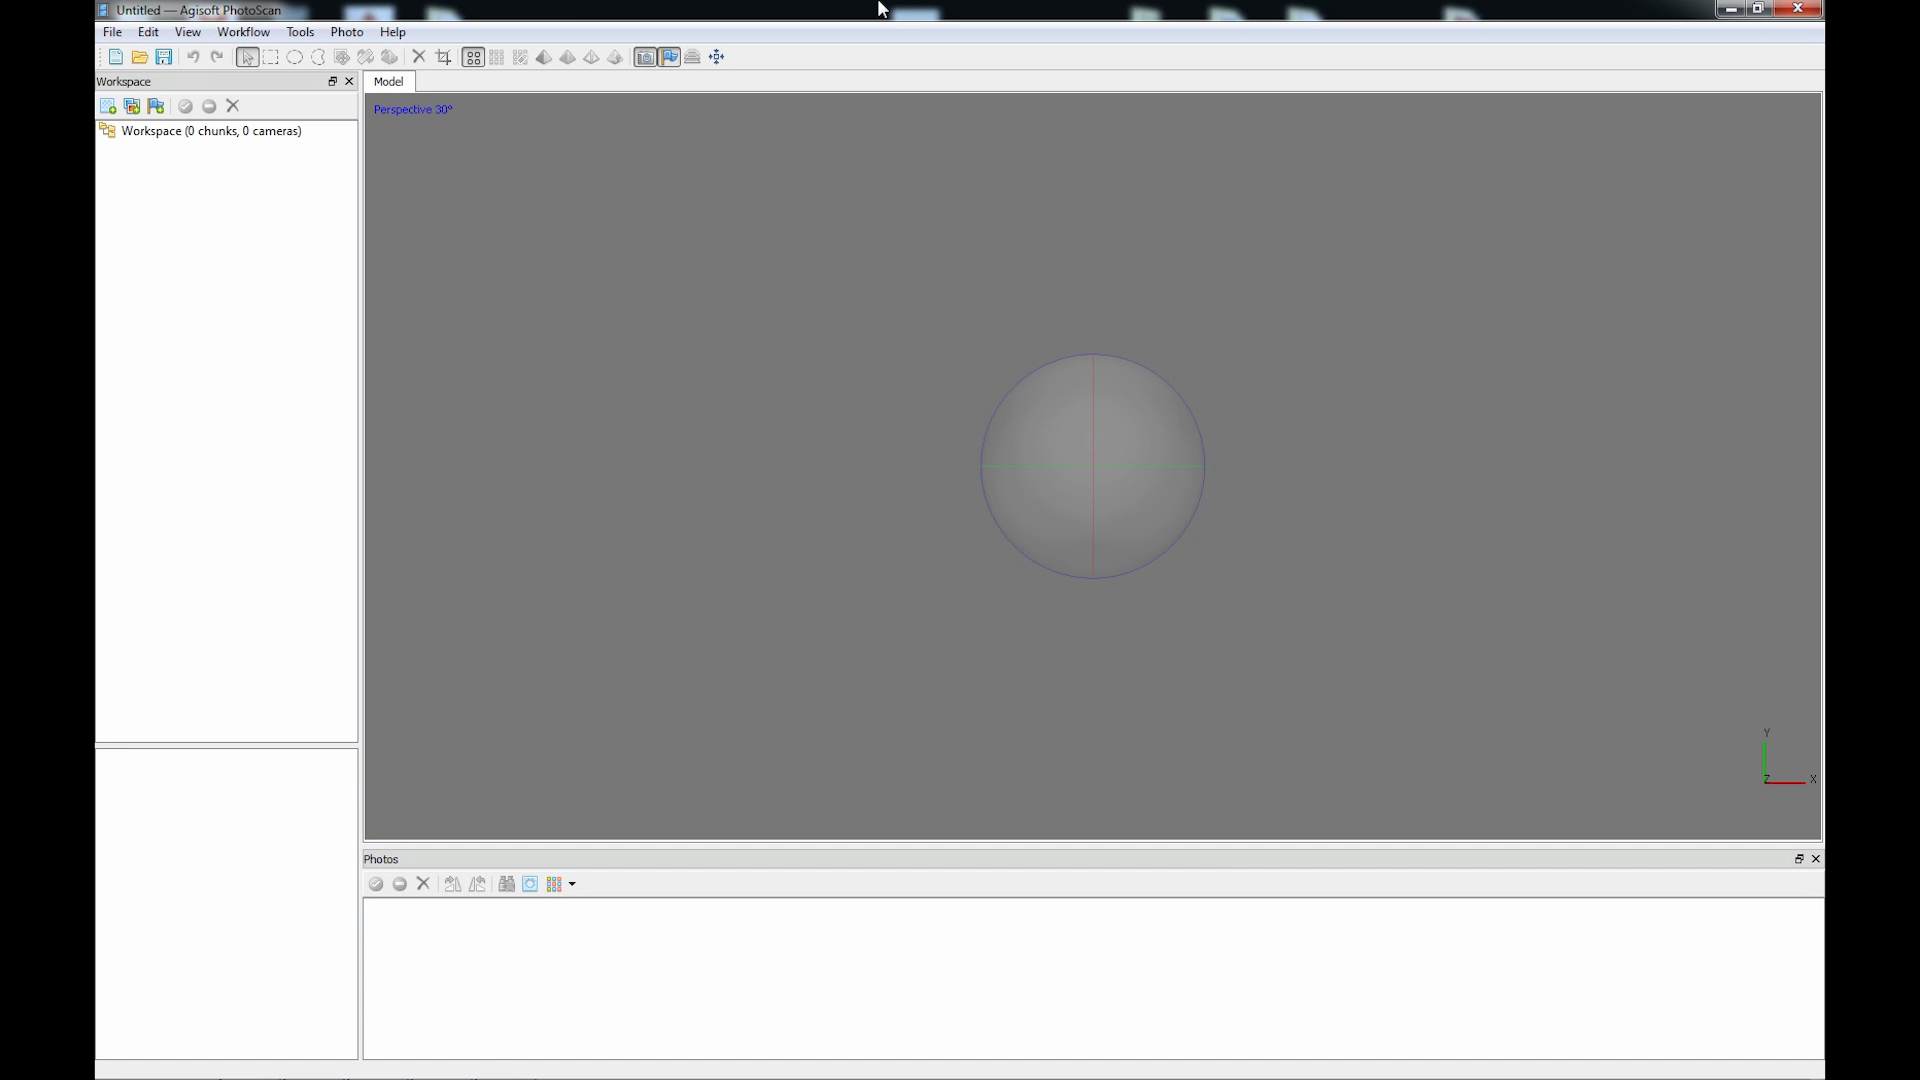 Untitled — Agisoft PhotoScan
File Edit View Workflow Tools Photo Help
Workspace
Model
Perspective 30°
Workspace (0 chunks, 0 cameras)
Y
Z X
Photos